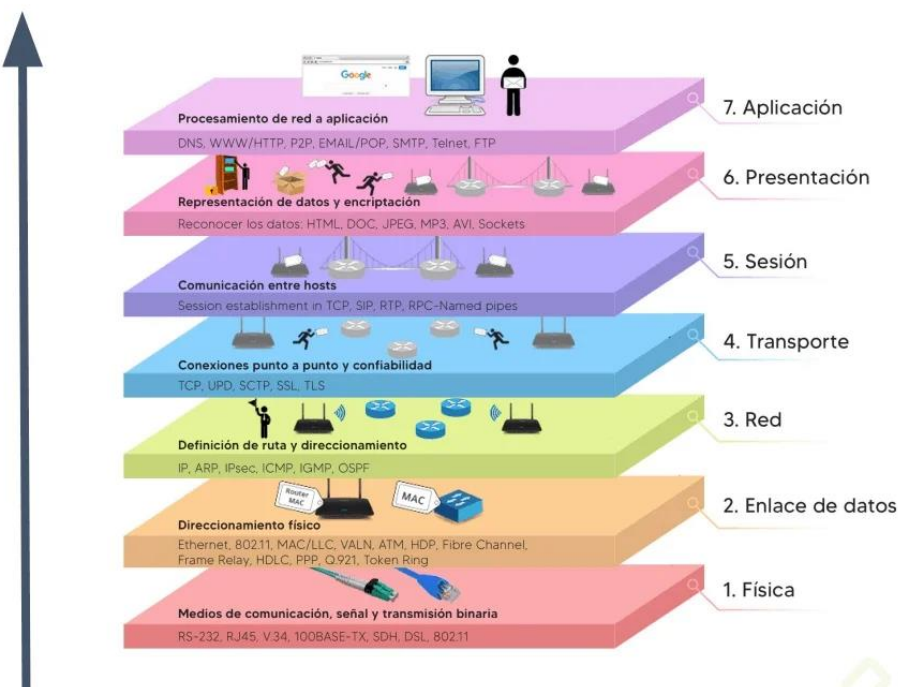 Google
7. Aplicación
Procesamiento de red a aplicación
DNS, WWW/HTTP, P2P, EMAIL/POP, SMTP, Telnet, FTP
6. Presentación
Representación de datos y encriptación
Reconocer los datos: HTML, DOC, JPEG, MP3, AVI, Sockets
5. Sesión
Comunicación entre hosts
Session establishment in TCP, SIP, RTP, RPC-Named pipes
4. Transporte
Conexiones punto a punto y confiabilidad
TCP, UPD, SCTP, SSL, TLS
3. Red
Definición de ruta y direccionamiento
IP, ARP, IPsec, ICMP, IGMP, OSPF
Router
MAC
MAC
2. Enlace de datos
Direccionamiento físico
Ethernet, 802.11, MAC/LLC, VALN, ATM, HDP, Fibre Channel,
Frame Relay, HDLC, PPP, Q.921, Token Ring
1. Física
Medios de comunicación, señal y transmisión binaria
RS-232, RJ45, V.34, 100BASE-TX, SDH, DSL, 802.11